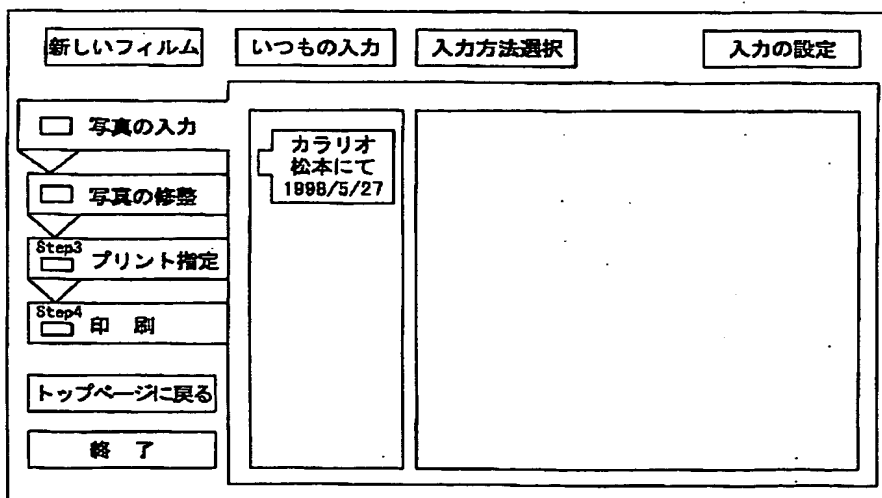 新しいフィルム
いつもの入力
入力方法選択
入力の設定
写真の入力
写真の修整
Step3
プリント指定
Step4
印 刷
トップページに戻る
終 了
カラリオ
松本にて
1998/5/27